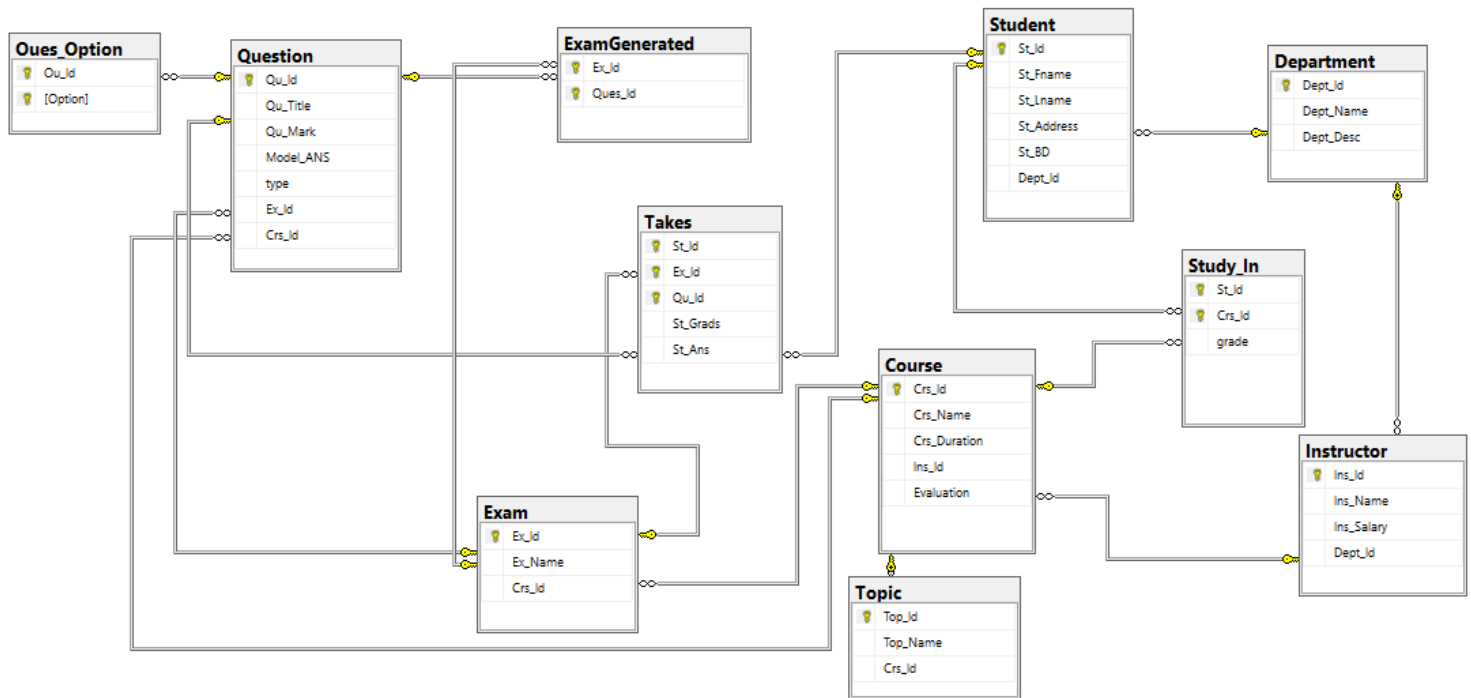 Oues_Option
Ou_Id
[Option]
Question
Qu_Id
Qu_Title
Qu_Mark
Model_ANS
type
Ex_Id
Crs_Id
ExamGenerated
Ex_Id
Ques_Id
Takes
St_Id
Ex_Id
Qu_Id
St_Grads
St_Ans
Student
St_Id
St_Fname
St_Lname
St_Address
St_BD
Dept_Id
Department
Dept_Id
Dept_Name
Dept_Desc
Study_In
St_Id
Crs_Id
grade
Course
Crs_Id
Crs_Name
Crs_Duration
Ins_Id
Evaluation
Instructor
Ins_Id
Ins_Name
Ins_Salary
Dept_Id
Exam
Ex_Id
Ex_Name
Crs_Id
Topic
Top_Id
Top_Name
Crs_Id